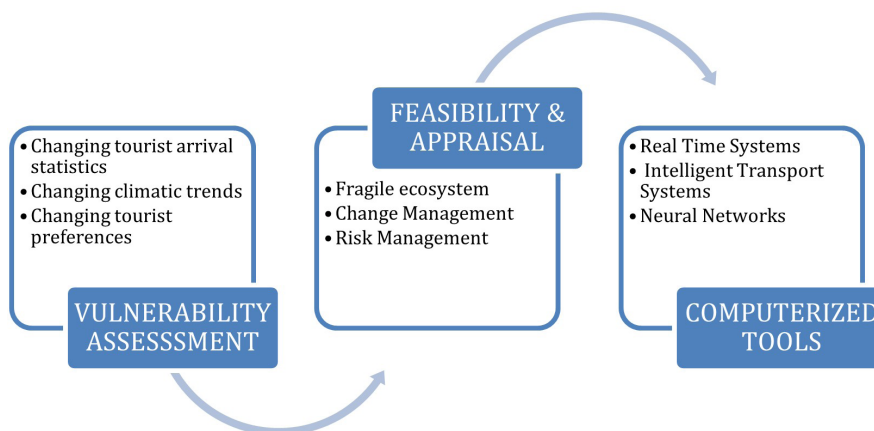 • Changing tourist arrival
statistics
• Changing climatic trends
• Changing tourist
preferences
VULNERABILITY
ASSESSSMENT
FEASIBILITY &
APPRAISAL
• Fragile ecosystem
• Change Management
• Risk Management
• Real Time Systems
• Intelligent Transport
Systems
• Neural Networks
COMPUTERIZED
TOOLS